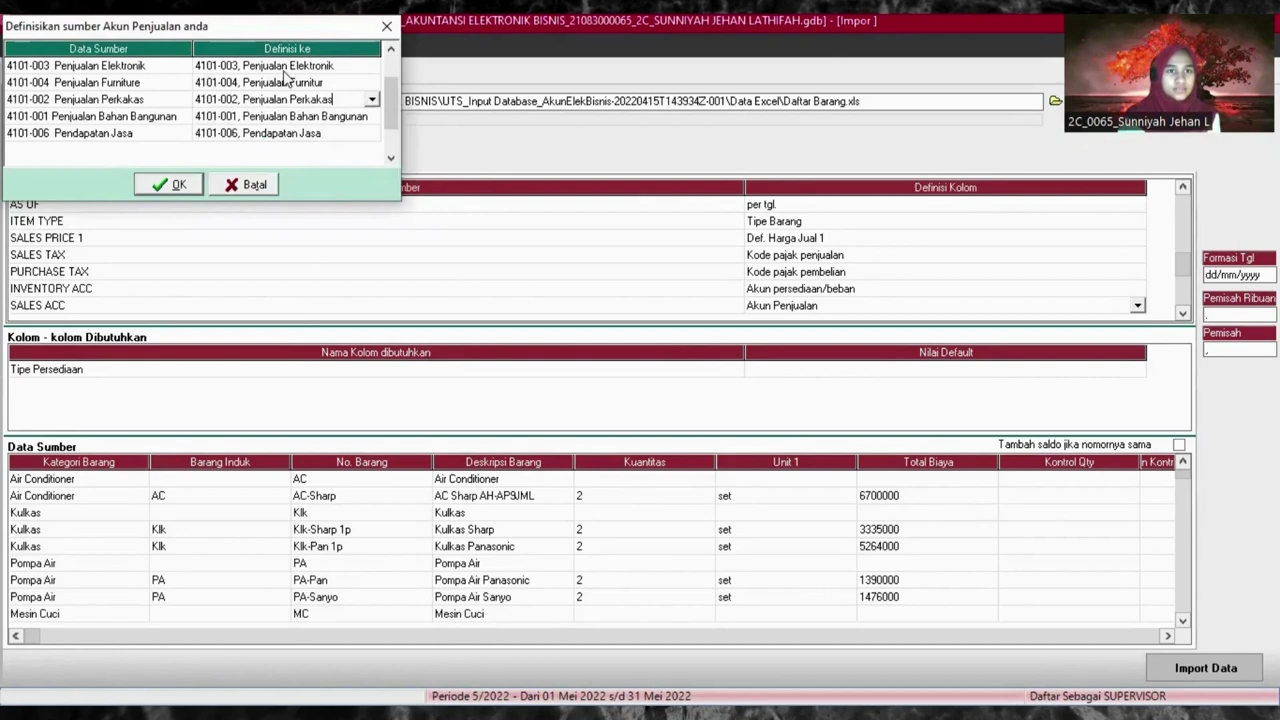 _AKUNTANSI ELEKTRONIK BISNIS_21083000065_2C_SUNNIYAH JEHAN LATHIFAH.gdb] - [Impor ]
Definisikan sumber Akun Penjualan anda
Data Sumber Definisi ke
4101-003 Penjualan Elektronik 4101-003, Penjualan Elektronik
4101-004 Penjualan Furniture 4101-004, Penjualan Furnitur
4101-002 Penjualan Perkakas 4101-002, Penjualan Perkakas
4101-001 Penjualan Bahan Bangunan 4101-001, Penjualan Bahan Bangunan
4101-006 Pendapatan Jasa 4101-006, Pendapatan Jasa
OK Batal
BISNIS\UTS_Input Database_AkunElekBisnis-20220415T143934Z-001\Data Excel\Daftar Barang.xls
2C_0065_Sunniyah Jehan L
umber Definisi Kolom
AS OF per tgl.
ITEM TYPE Tipe Barang
SALES PRICE 1 Def. Harga Jual 1
SALES TAX Kode pajak penjualan
PURCHASE TAX Kode pajak pembelian
INVENTORY ACC Akun persediaan/beban
SALES ACC Akun Penjualan
Formasi Tgl
dd/mm/yyyy
Pemisah Ribuan
.
Pemisah
,
Kolom - kolom Dibutuhkan
Nama Kolom dibutuhkan Nilai Default
Tipe Persediaan
Data Sumber Tambah saldo jika nomornya sama
Kategori Barang Barang Induk No. Barang Deskripsi Barang Kuantitas Unit 1 Total Biaya Kontrol Qty n Kontr
Air Conditioner AC Air Conditioner
Air Conditioner AC AC-Sharp AC Sharp AH-AP9JML 2 set 6700000
Kulkas Klk Kulkas
Kulkas Klk Klk-Sharp 1p Kulkas Sharp 2 set 3335000
Kulkas Klk Klk-Pan 1p Kulkas Panasonic 2 set 5264000
Pompa Air PA Pompa Air
Pompa Air PA PA-Pan Pompa Air Panasonic 2 set 1390000
Pompa Air PA PA-Sanyo Pompa Air Sanyo 2 set 1476000
Mesin Cuci MC Mesin Cuci
Import Data
Periode 5/2022 - Dari 01 Mei 2022 s/d 31 Mei 2022 Daftar Sebagai SUPERVISOR